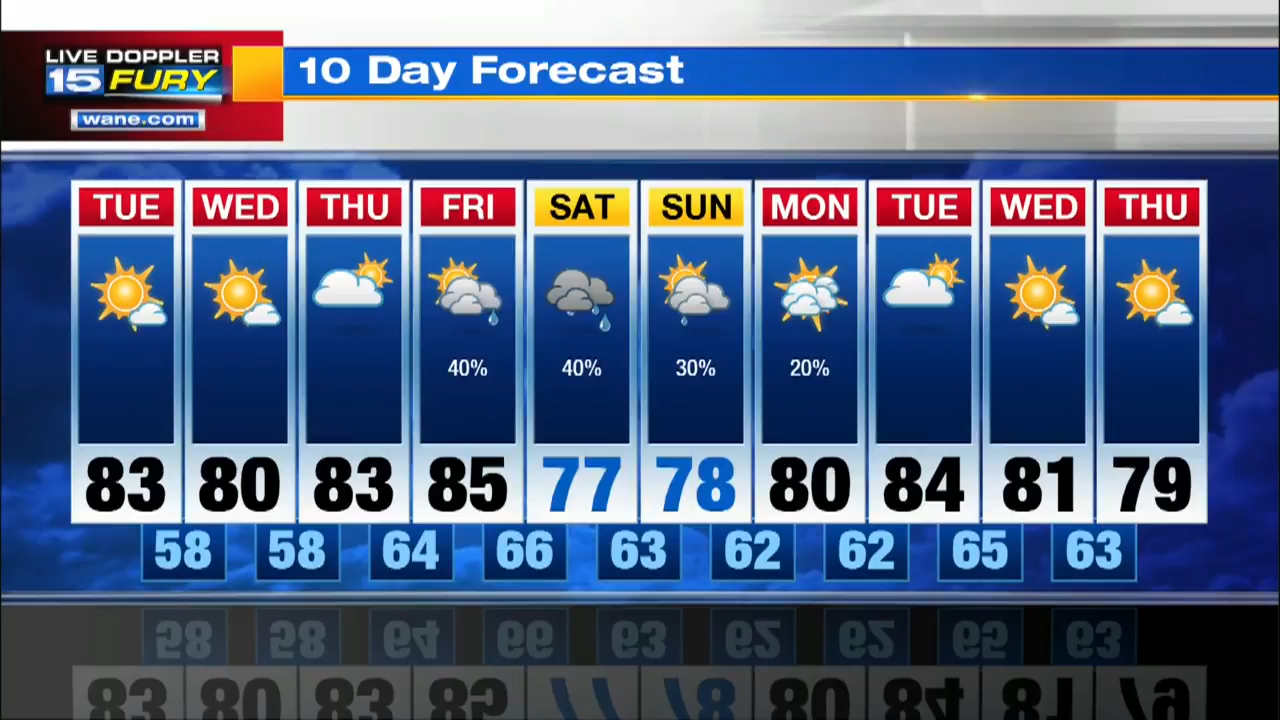 LIVE DOPPLER
15 FURY
wane.com
10 Day Forecast
TUE WED THU FRI SAT SUN MON TUE WED THU
40% 40% 30% 20%
83 80 83 85 77 78 80 84 81 79
58 58 64 66 63 62 62 65 63